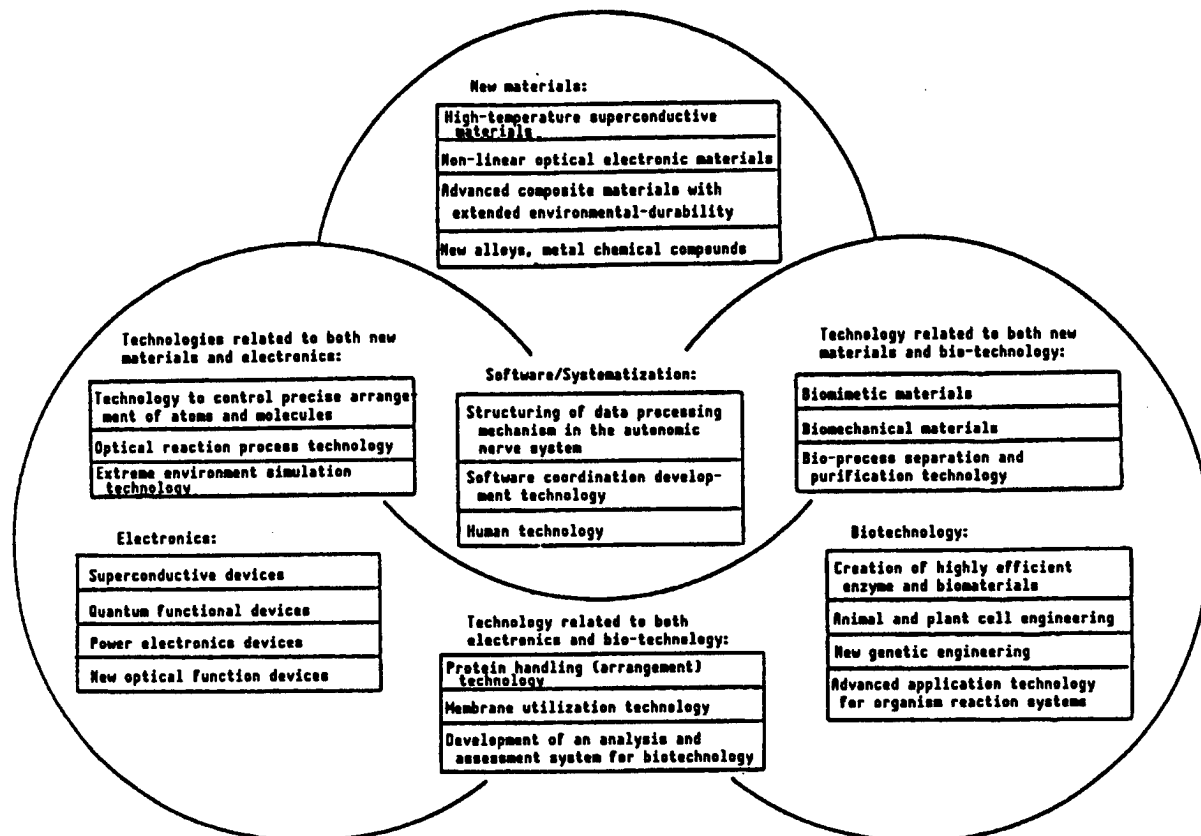 New materials:
High-temperature superconductive
materials
Non-linear optical electronic materials
Advanced composite materials with
extended environmental-durability
New alleys, metal chemical compounds
Technologies related to both new
materials and electronics:
Technology to control precise arrange
ment of atoms and molecules
Optical reaction process technology
Extreme environment simulation
technology
Software/Systematization:
Structuring of data processing
mechanism in the autonomic
nerve system
Software coordination develop-
ment technology
Human technology
Technology related to both new
materials and bio-technology:
Biomimetic materials
Biomechanical materials
Bio-process separation and
purification technology
Electronics:
Superconductive devices
Quantum functional devices
Power electronics devices
New optical function devices
Technology related to both
electronics and bio-technology:
Protein handling (arrangement)
technology
Membrane utilization technology
Development of an analysis and
assessment system for biotechnology
Biotechnology:
Creation of highly efficient
enzyme and biomaterials
Animal and plant cell engineering
New genetic engineering
Advanced application technology
for organism reaction systems